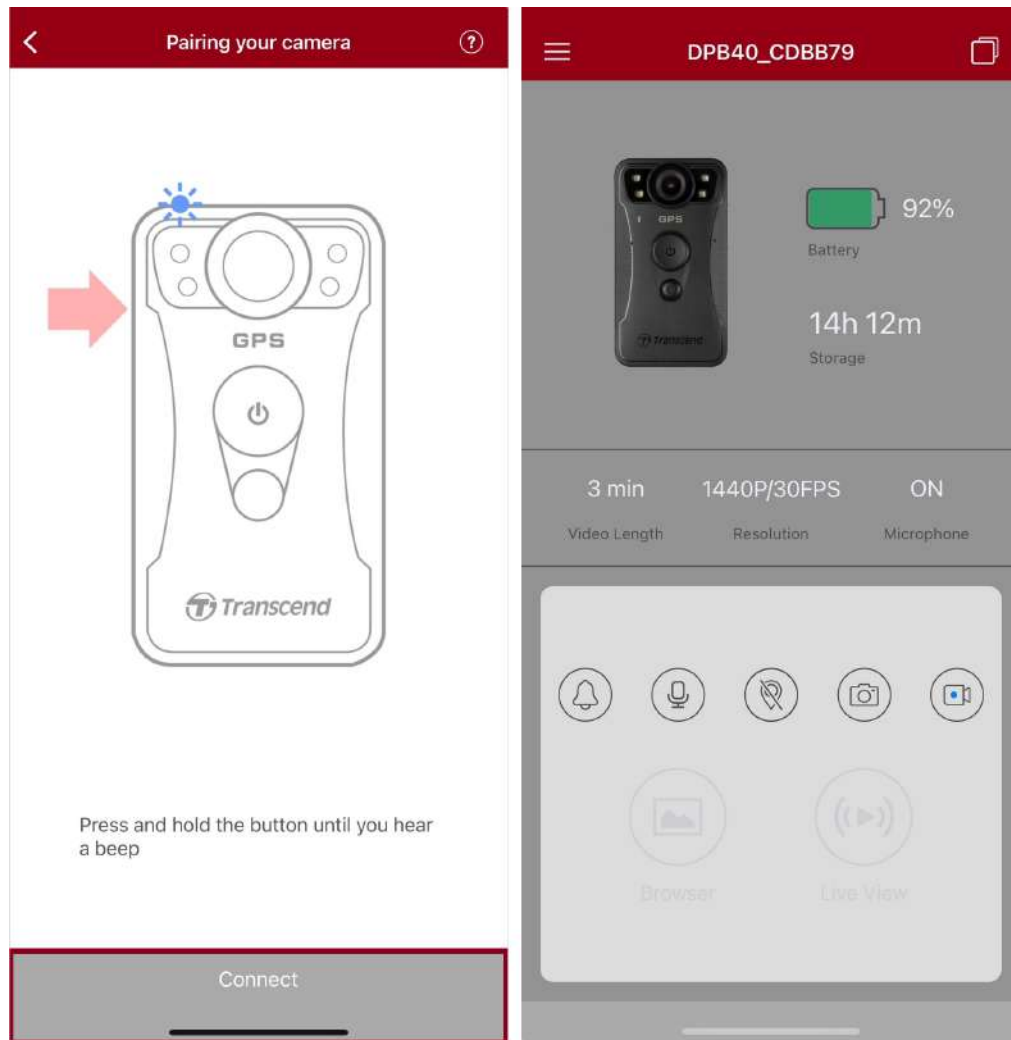 Pairing your camera
?
GPS
Transcend
Press and hold the button until you hear
a beep
Connect
DPB40_CDBB79
GPS
Transcend
92%
Battery
14h 12m
Storage
3 min 1440P/30FPS ON
Video Length Resolution Microphone
Browser Live View